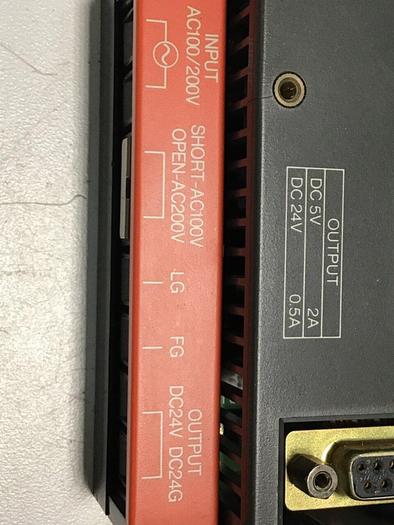 INPUT
AC100/200V
SHORT-AC100V
OPEN-AC200V
LG
FG
OUTPUT
DC24V DC24G
OUTPUT
DC 5V 2A
DC 24V 0.5A